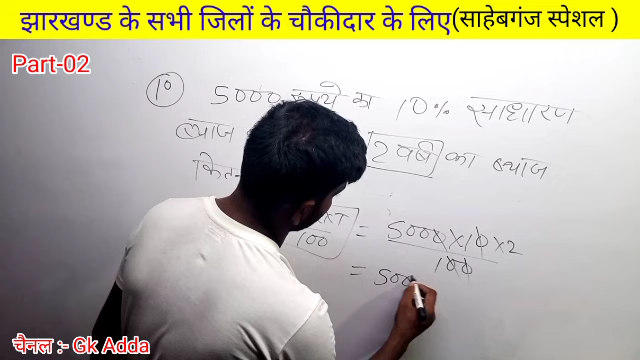 झारखण्ड के सभी जिलों के चौकीदार के लिए(साहेबगंज स्पेशल )
Part-02
10 5000 रूपये का 10% साधारण
ब्याज 2 वर्ष का ब्याज
कित-
RT
100 = 5000×10×2
100
= 500
चैनल :- Gk Adda